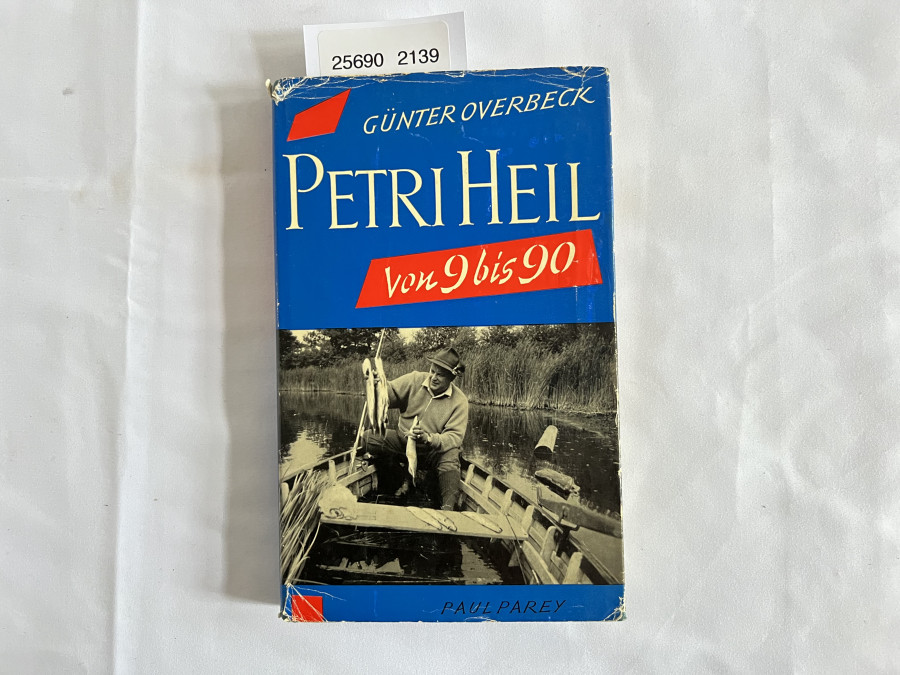 25690 2139
GÜNTER OVERBECK
PETRI HEIL
Von 9 bis 90
PAUL PAREY